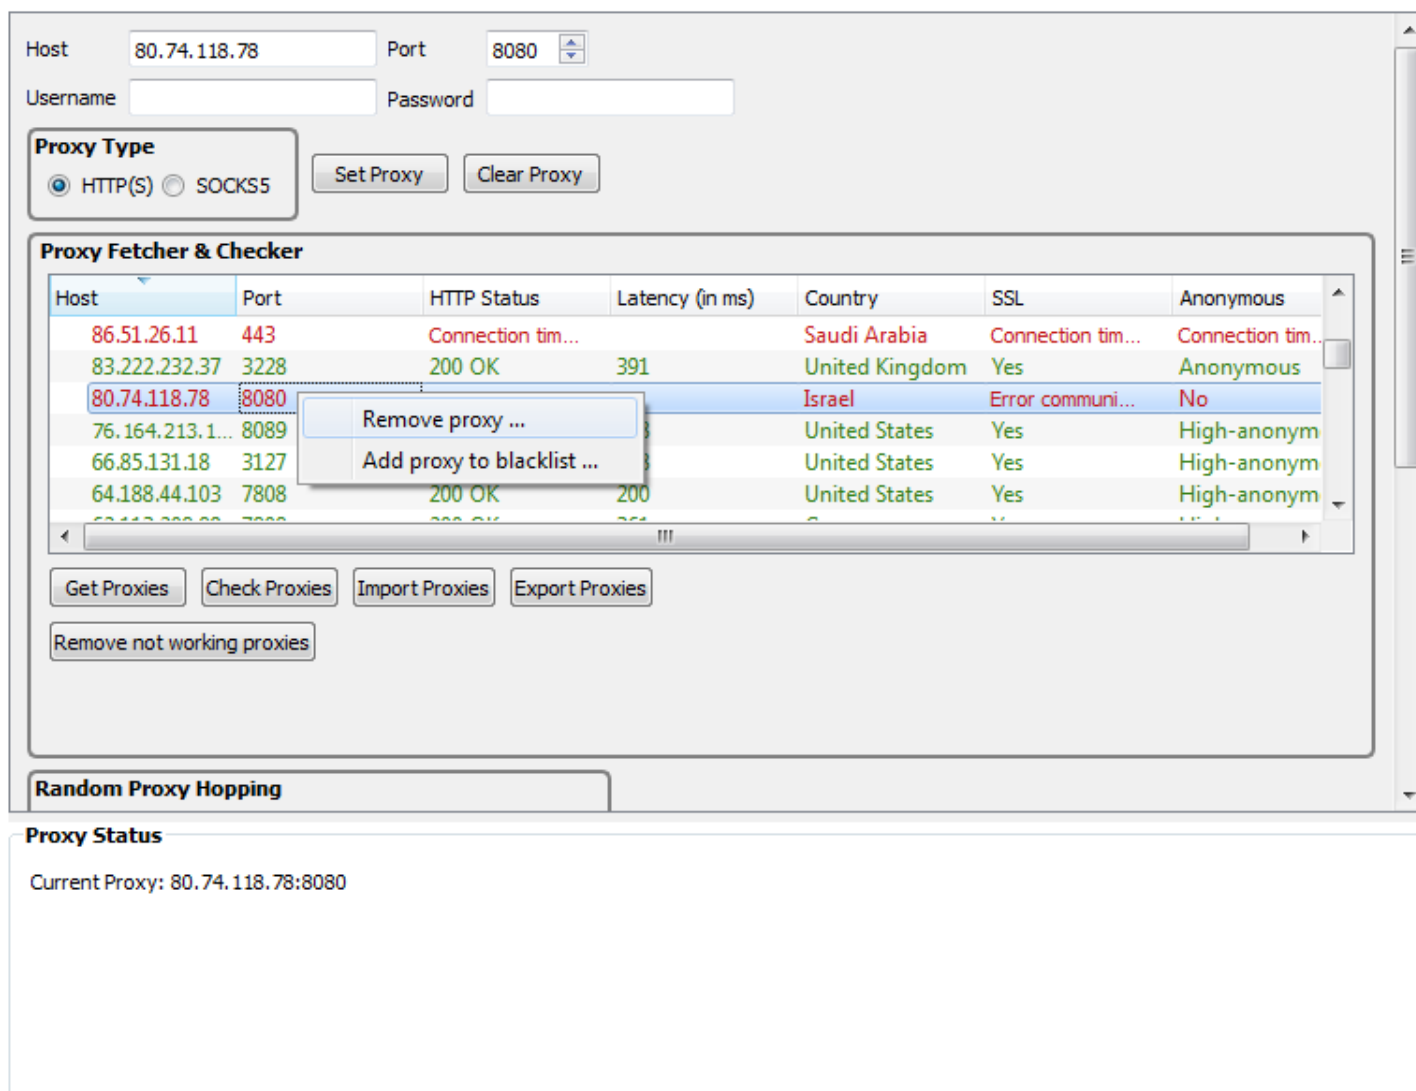 Host 80.74.118.78 Port 8080
Username Password
Proxy Type
HTTP(S) SOCKS5 Set Proxy Clear Proxy
Proxy Fetcher & Checker
Host Port HTTP Status Latency (in ms) Country SSL Anonymous
86.51.26.11 443 Connection tim... Saudi Arabia Connection tim... Connection tim..
83.222.232.37 3228 200 OK 391 United Kingdom Yes Anonymous
80.74.118.78 8080 Israel Error communi... No
Remove proxy ...
76.164.213.1... 8089 United States Yes High-anonym
66.85.131.18 3127 United States Yes High-anonym
Add proxy to blacklist ...
64.188.44.103 7808 200 OK 200 United States Yes High-anonym
Get Proxies Check Proxies Import Proxies Export Proxies
Remove not working proxies
Random Proxy Hopping
Proxy Status
Current Proxy: 80.74.118.78:8080